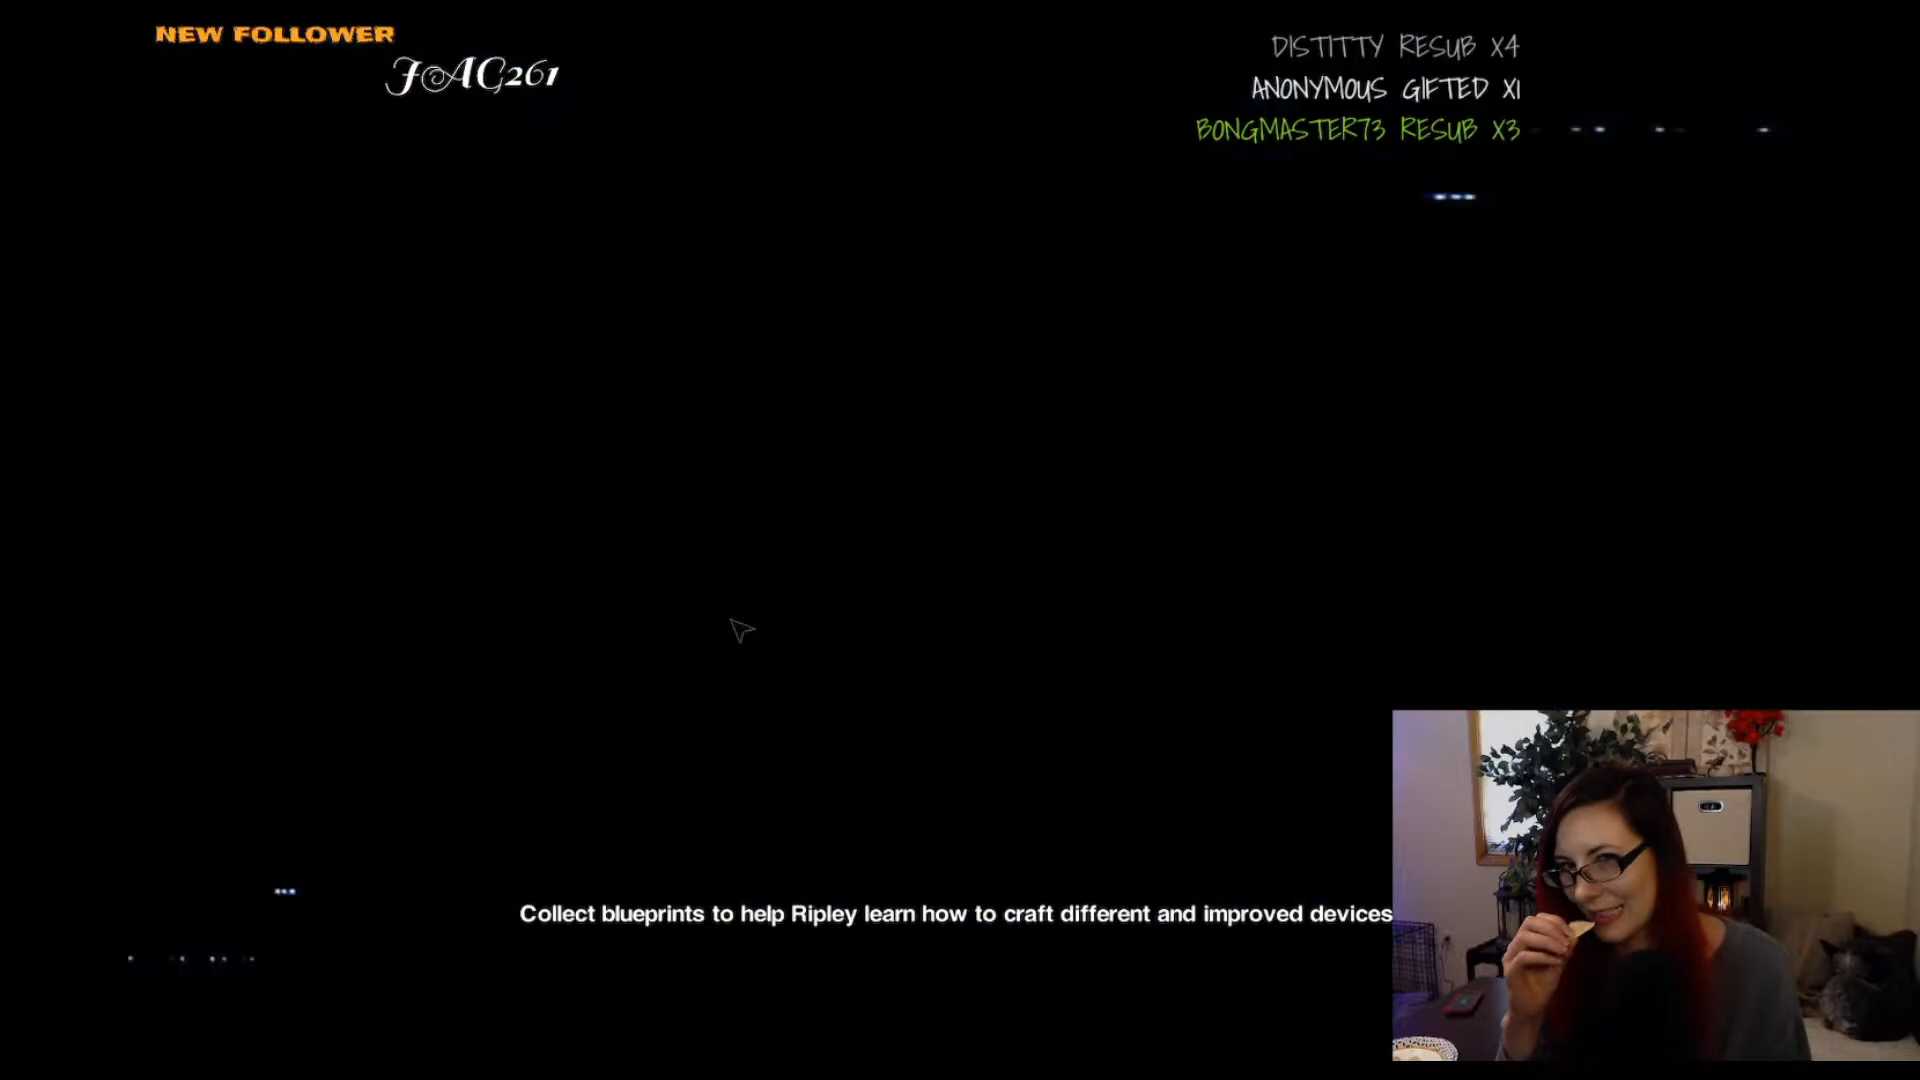 NEW FOLLOWER
JAG261
DISTITTY RESUB X4
ANONYMOUS GIFTED X1
BONGMASTER73 RESUB X3
Collect blueprints to help Ripley learn how to craft different and improved devices